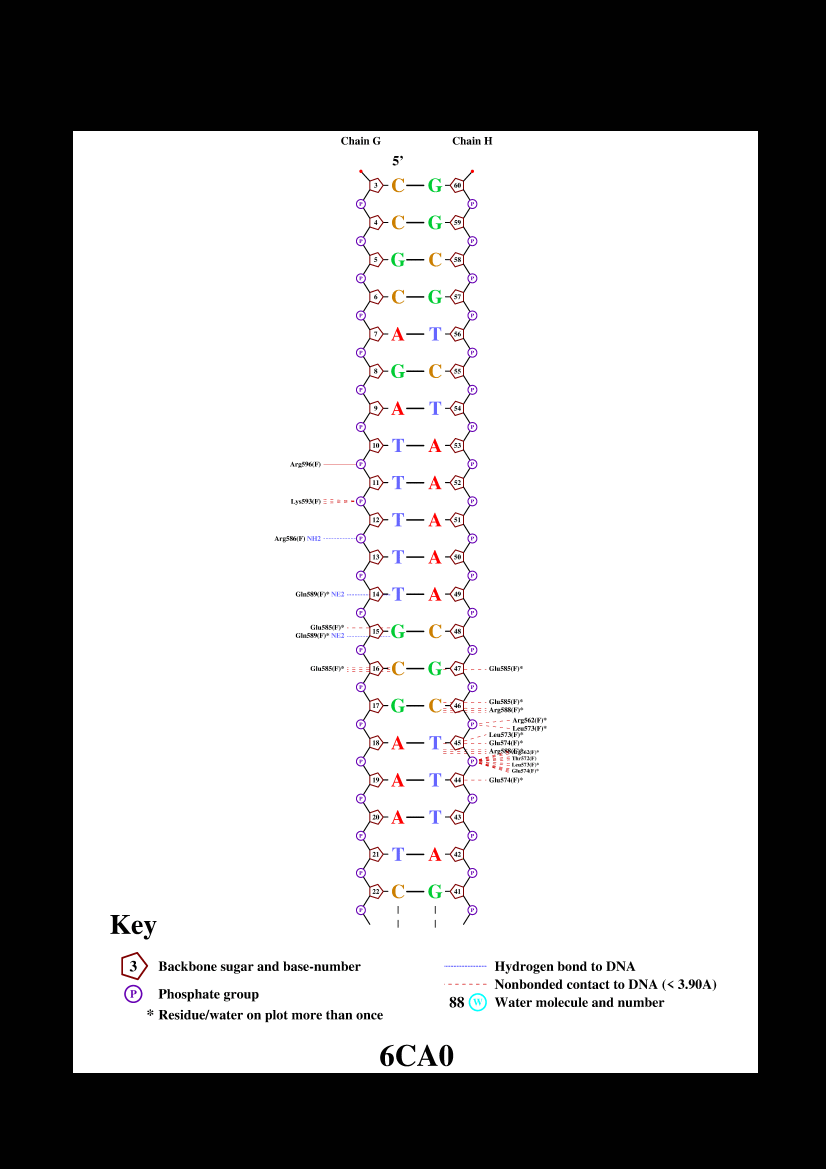 Chain G Chain H
5’
3 C G 60
P P
4 C G 59
P P
5 G C 58
P P
6 C G 57
P P
7 A T 56
P P
8 G C 55
P P
9 A T 54
P P
10 T A 53
Arg596(F) P P
11 T A 52
Lys593(F) P P
12 T A 51
Arg586(F) NH2 P P
13 T A 50
P P
Gln589(F)* NE2 14 T A 49
P P
Glu585(F)*
Gln589(F)* NE2 15 G C 48
P P
Glu585(F)* 16 C G 47 Glu585(F)*
P P
17 G C 46 Glu585(F)*
Arg588(F)*
P P Arg562(F)*
Leu573(F)*
Leu573(F)*
18 A T 45 Glu574(F)*
Arg588(F)*
P P Thr572(F)
Leu573(F)*
Glu574(F)*
19 A T 44 Glu574(F)*
P P
20 A T 43
P P
21 T A 42
P P
22 C G 41
P P
Key
3 Backbone sugar and base-number
P Phosphate group
* Residue/water on plot more than once
Hydrogen bond to DNA
Nonbonded contact to DNA (< 3.90A)
88 W Water molecule and number
6CA0